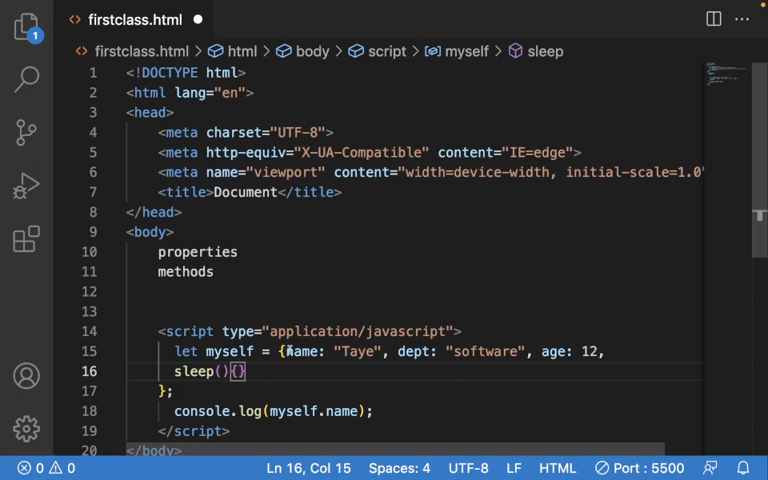 firstclass.html
firstclass.html > html > body > script > myself > sleep
1 <!DOCTYPE html>
2 <html lang="en">
3 <head>
4 <meta charset="UTF-8">
5 <meta http-equiv="X-UA-Compatible" content="IE=edge">
6 <meta name="viewport" content="width=device-width, initial-scale=1.0"
7 <title>Document</title>
8 </head>
9 <body>
10 properties
11 methods
12
13
14 <script type="application/javascript">
15 let myself = {name: "Taye", dept: "software", age: 12,
16 sleep(){}
17 };
18 console.log(myself.name);
19 </script>
20 </body>
1
0 0 Ln 16, Col 15 Spaces: 4 UTF-8 LF HTML Port : 5500